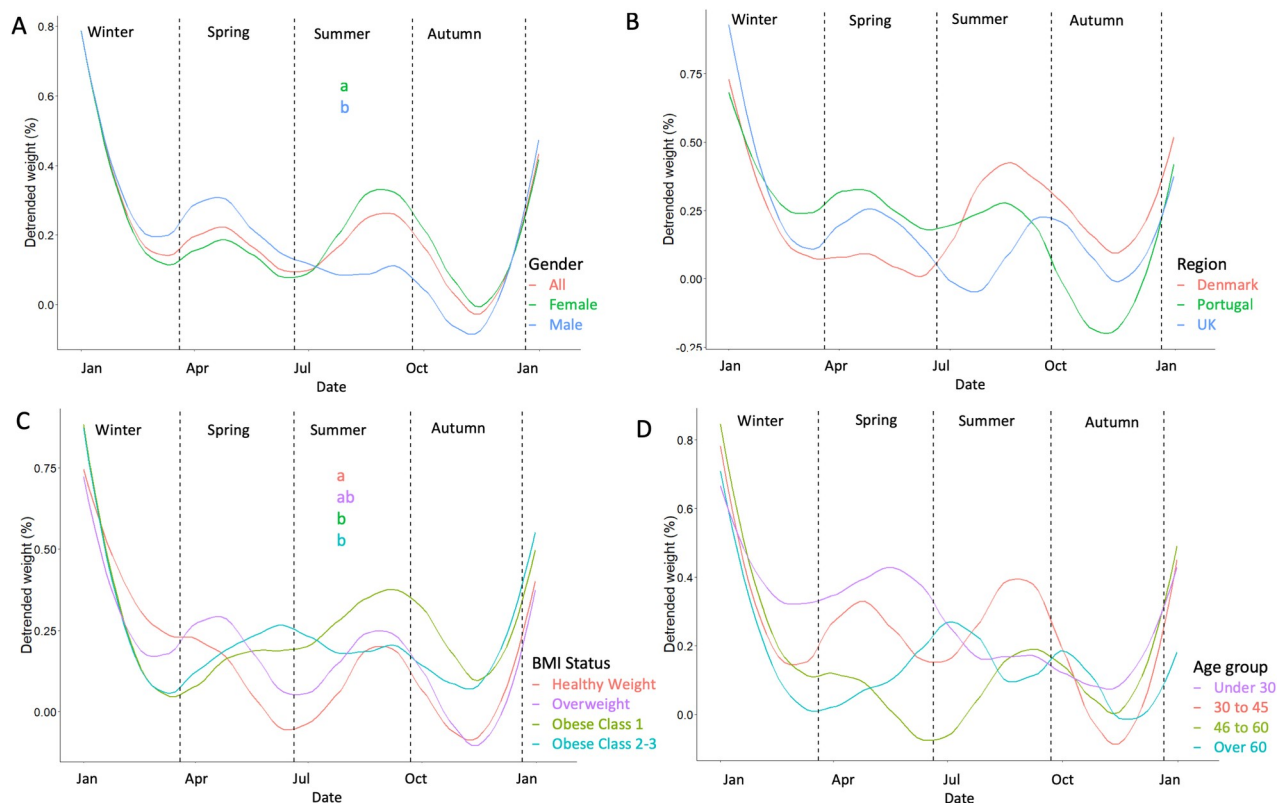 A
Winter Spring Summer Autumn
0.8
0.6
0.4
0.2
0.0
Detrended weight (%)
a
b
Gender
All
Female
Male
Jan Apr Jul Oct Jan
Date
B
Winter Spring Summer Autumn
0.75
0.50
0.25
0.00
-0.25
Detrended weight (%)
Region
Denmark
Portugal
UK
Jan Apr Jul Oct Jan
Date
C
Winter Spring Summer Autumn
0.75
0.50
0.25
0.00
Detrended weight (%)
a
ab
b
b
BMI Status
Healthy Weight
Overweight
Obese Class 1
Obese Class 2-3
Jan Apr Jul Oct Jan
Date
D
Winter Spring Summer Autumn
0.8
0.6
0.4
0.2
0.0
Detrended weight (%)
Age group
Under 30
30 to 45
46 to 60
Over 60
Jan Apr Jul Oct Jan
Date